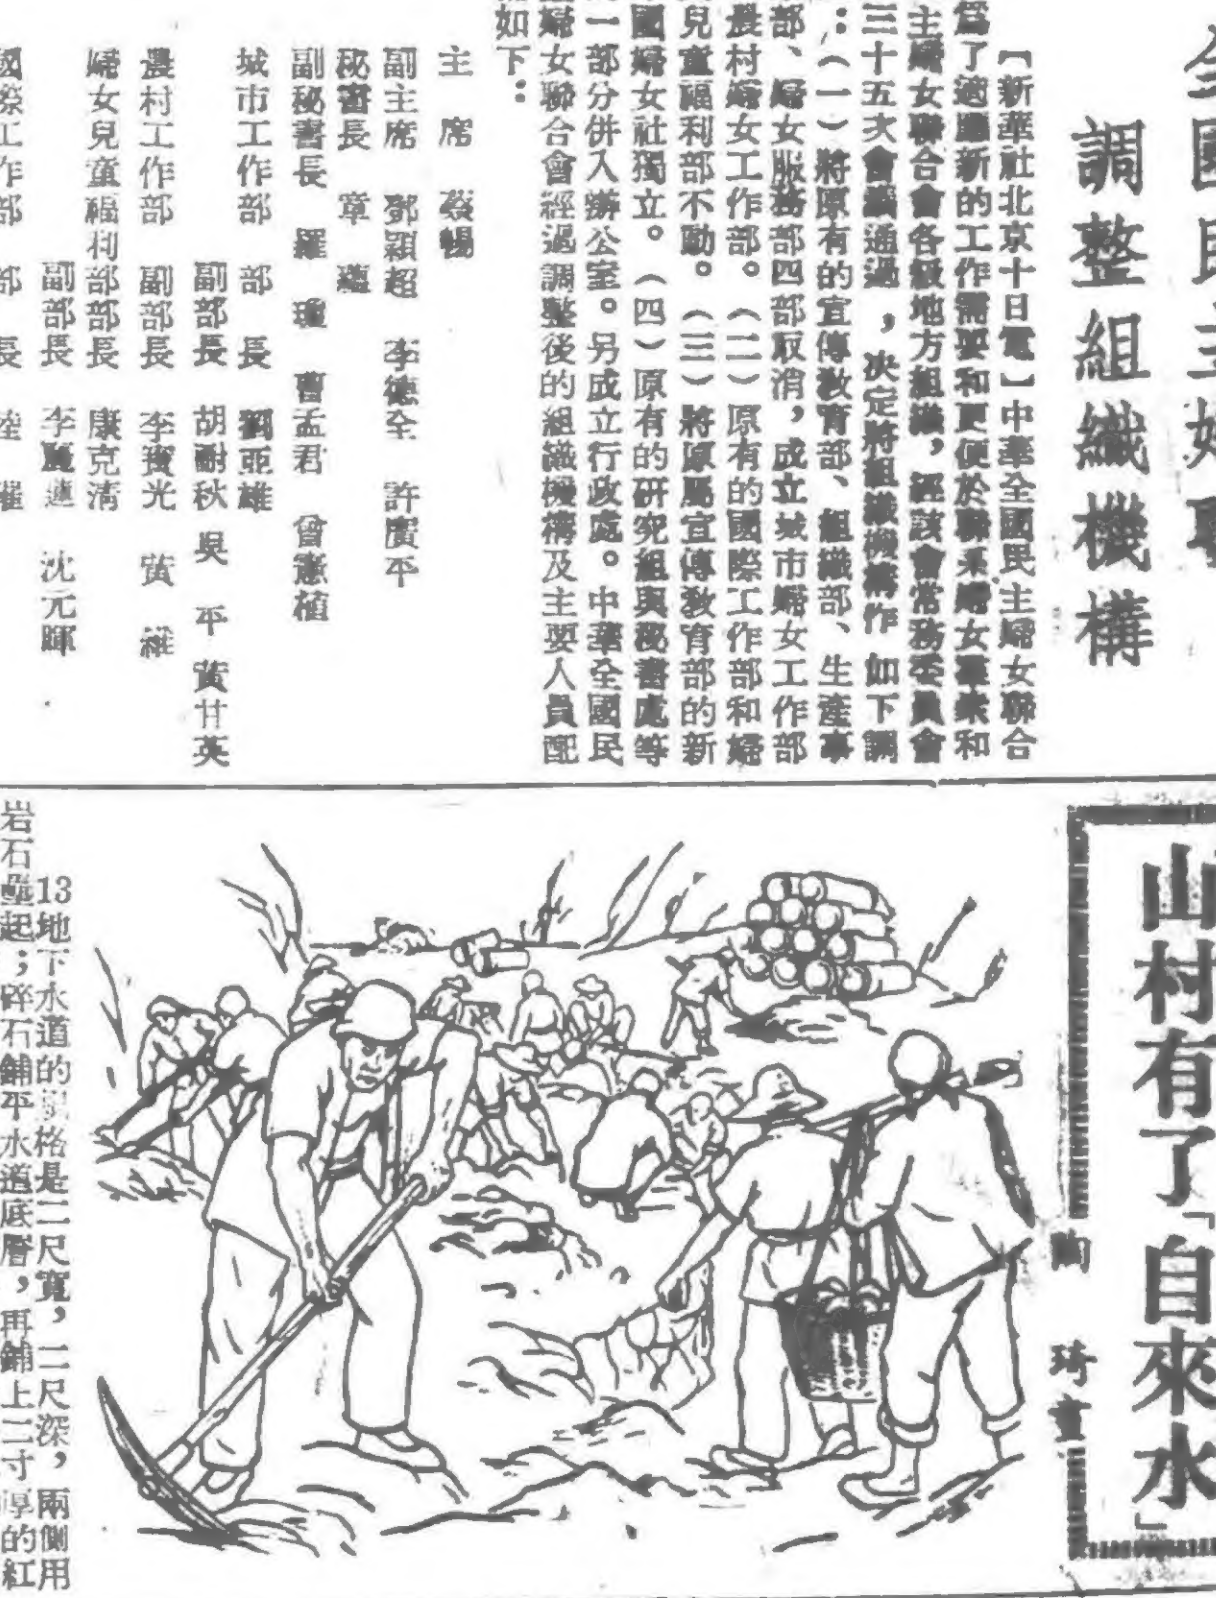 全國民主婦聯
調整組織機構
【新華社北京十日電】中華全國民主婦女聯合
為了適應新的工作需要和更便於聯系婦女羣衆和
主婦女聯合會各級地方組織，經該會常務委員會
三十五次會議通過，決定將組織機構作如下調
：（一）將原有的宣傳教育部、組織部、生產事
部、婦女服務部四部取消，成立城市婦女工作部
農村婦女工作部。（二）原有的國際工作部和婦
兒童福利部不動。（三）將原屬宣傳教育部的新
國婦女社獨立。（四）原有的研究組與秘書處等
一部分併入辦公室。另成立行政處。中華全國民
婦女聯合會經過調整後的組織機構及主要人員配
如下：
主席 蔡暢
副主席 鄧穎超 李德全 許廣平
秘書長 章蘊
副秘書長 羅瓊 曹孟君 曾憲植
城市工作部 部長 劉亞雄
副部長 胡耐秋 吳平 黃甘英
農村工作部 副部長 李寶光 黃維
婦女兒童福利部部長 康克清
副部長 李麗蓮 沈元暉
國際工作部 部長 陸璀
山村有了「自來水」
陶琦畫
13地下水道的規格是二尺寬，二尺深，兩側用
岩石壘起；碎石鋪平水道底層，再鋪上二寸厚的紅